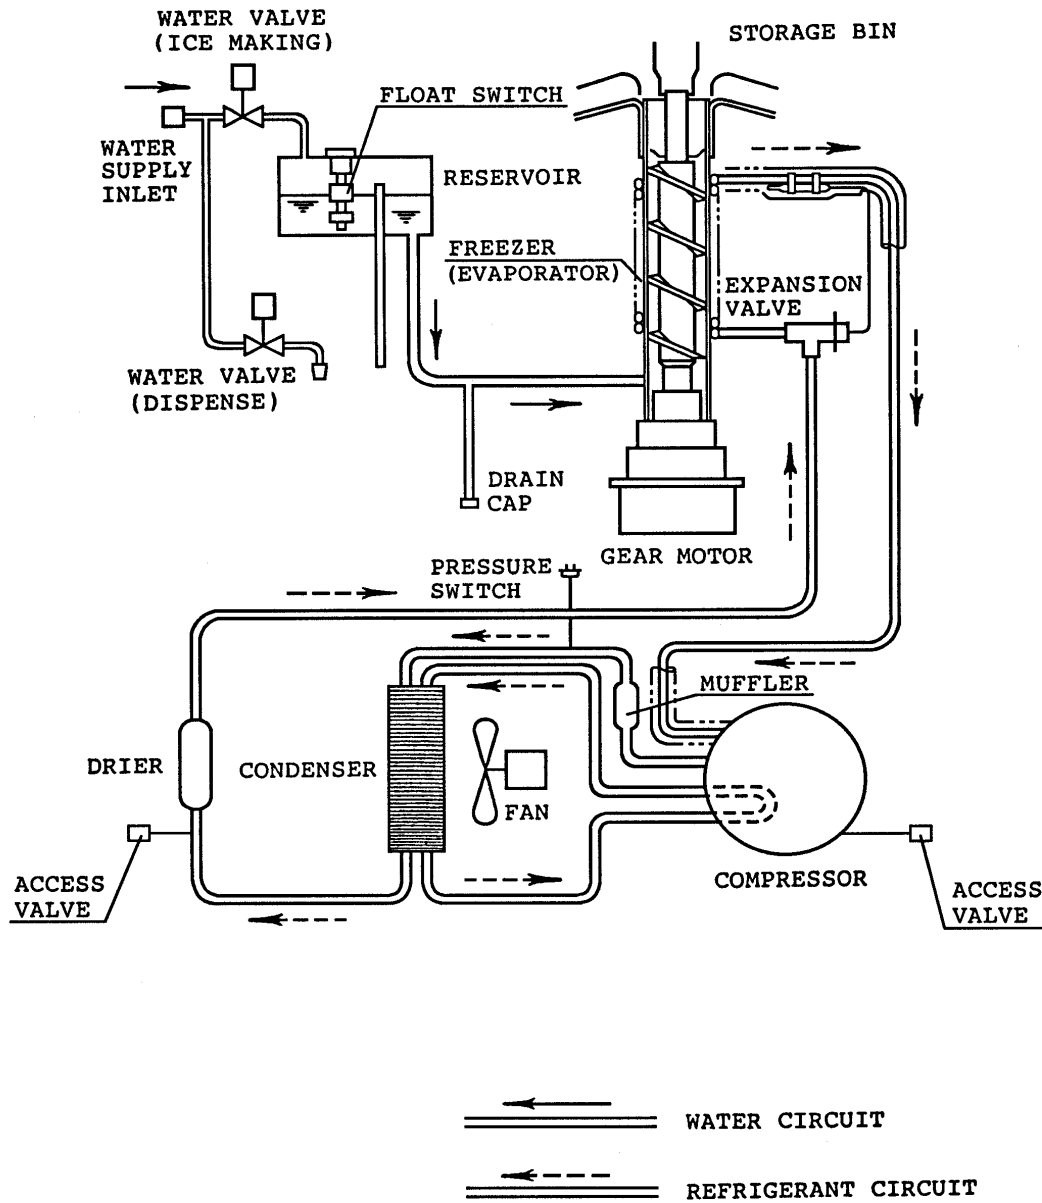 WATER VALVE
(ICE MAKING)
STORAGE BIN
FLOAT SWITCH
WATER
SUPPLY
INLET
RESERVOIR
FREEZER
(EVAPORATOR)
EXPANSION
VALVE
WATER VALVE
(DISPENSE)
DRAIN
CAP
GEAR MOTOR
PRESSURE
SWITCH
MUFFLER
DRIER
CONDENSER
FAN
ACCESS
VALVE
COMPRESSOR
ACCESS
VALVE
WATER CIRCUIT
REFRIGERANT CIRCUIT